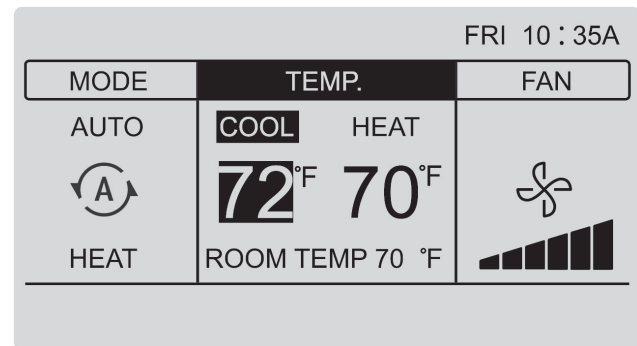 FRI 10:35A
MODE TEMP. FAN
AUTO COOL HEAT
A 72°F 70°F
HEAT ROOM TEMP 70 °F